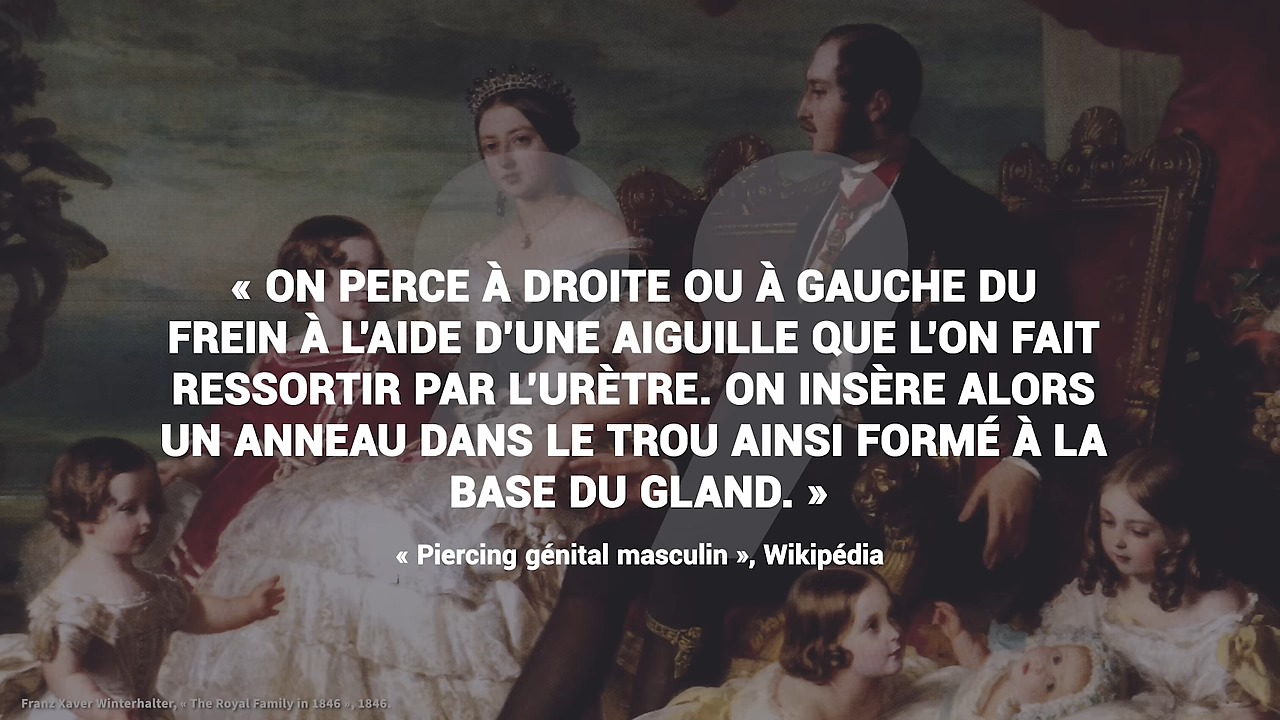 « ON PERCE À DROITE OU À GAUCHE DU
FREIN À L'AIDE D'UNE AIGUILLE QUE L'ON FAIT
RESSORTIR PAR L'URÈTRE. ON INSÈRE ALORS
UN ANNEAU DANS LE TROU AINSI FORMÉ À LA
BASE DU GLAND. »
« Piercing génital masculin », Wikipédia
Franz Xaver Winterhalter, « The Royal Family in 1846 », 1846.